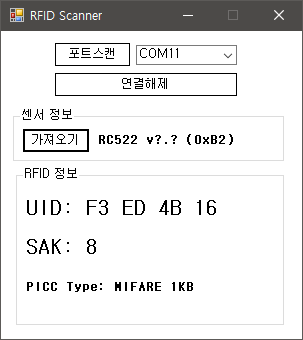 RFID Scanner
포트스캔 COM11
연결해제
센서 정보
가져오기 RC522 v?.? (0xB2)
RFID 정보
UID: F3 ED 4B 16
SAK: 8
PICC Type: MIFARE 1KB